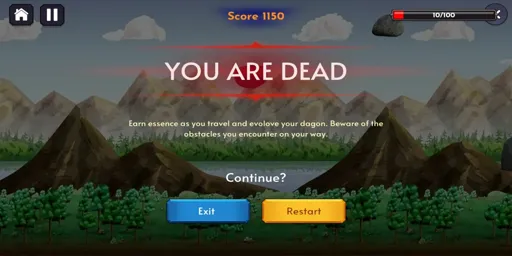 Score 1150
10/100
YOU ARE DEAD
Earn essence as you travel and evolove your dagon. Beware of the
obstacles you encounter on your way.
Continue?
Exit
Restart